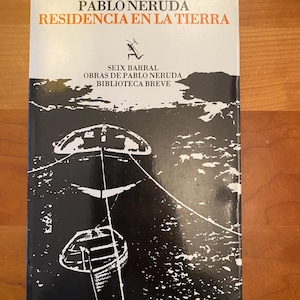 PABLO NERUDA
RESIDENCIA EN LA TIERRA
SEIX BARRAL
OBRAS DE PABLO NERUDA
BIBLIOTECA BREVE